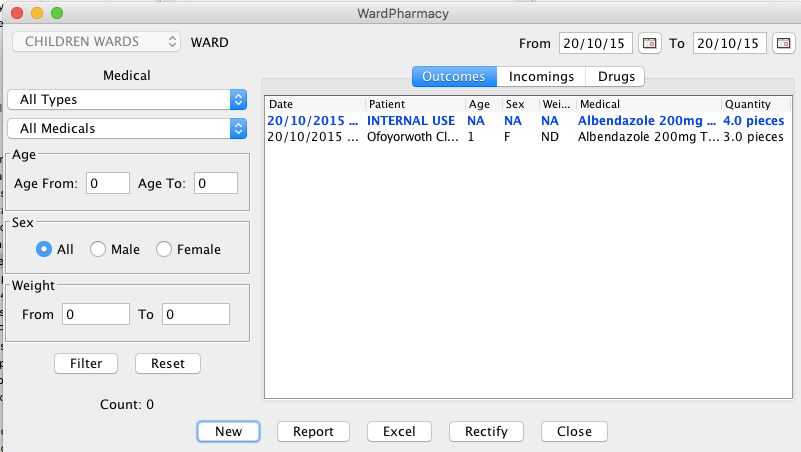 WardPharmacy
CHILDREN WARDS WARD From 20/10/15 To 20/10/15
Medical
All Types
All Medicals
Age
Age From: 0 Age To: 0
Sex
All Male Female
Weight
From 0 To 0
Filter Reset
Count: 0
Outcomes Incomings Drugs
Date Patient Age Sex Wei... Medical Quantity
20/10/2015 ... INTERNAL USE NA NA NA Albendazole 200mg ... 4.0 pieces
20/10/2015 ... Ofoyorwoth Cl... 1 F ND Albendazole 200mg T... 3.0 pieces
New Report Excel Rectify Close